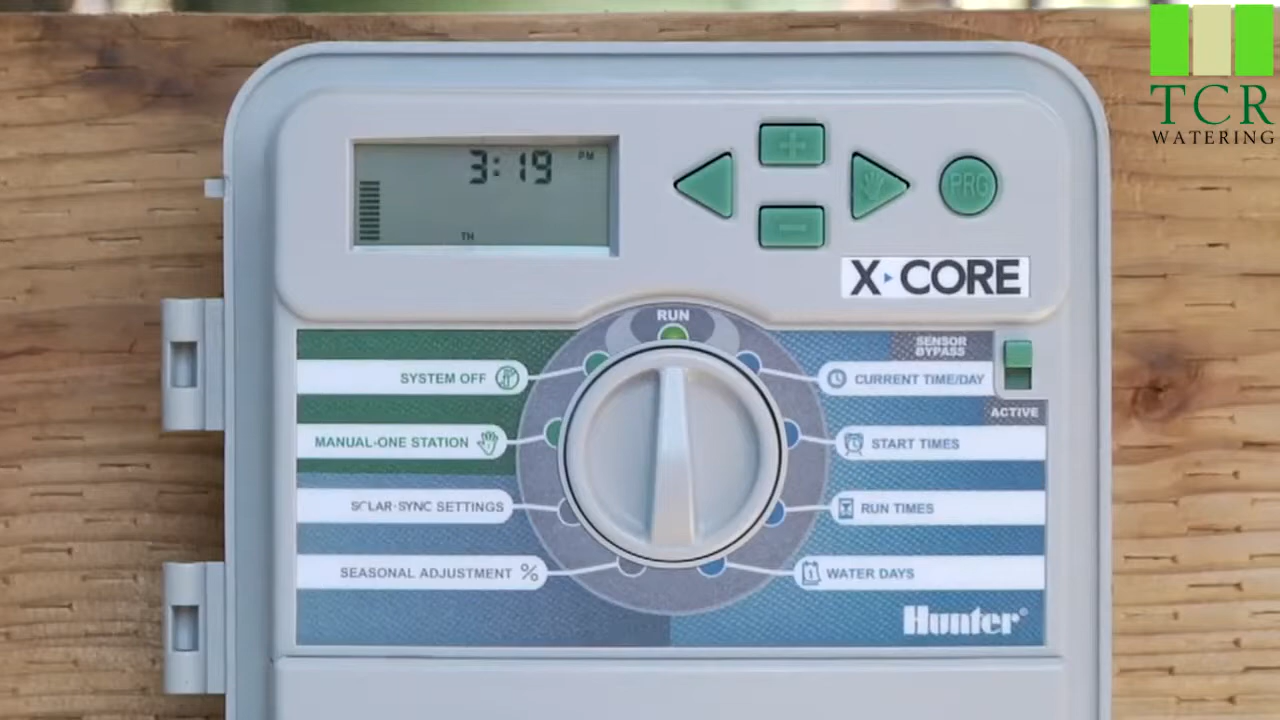 TCR
WATERING
3:19 PM
TH
PRG
X CORE
RUN
SENSOR
BYPASS
SYSTEM OFF
CURRENT TIME/DAY
ACTIVE
MANUAL-ONE STATION
START TIMES
SOLAR-SYNC SETTINGS
RUN TIMES
SEASONAL ADJUSTMENT %
1
WATER DAYS
Hunter®